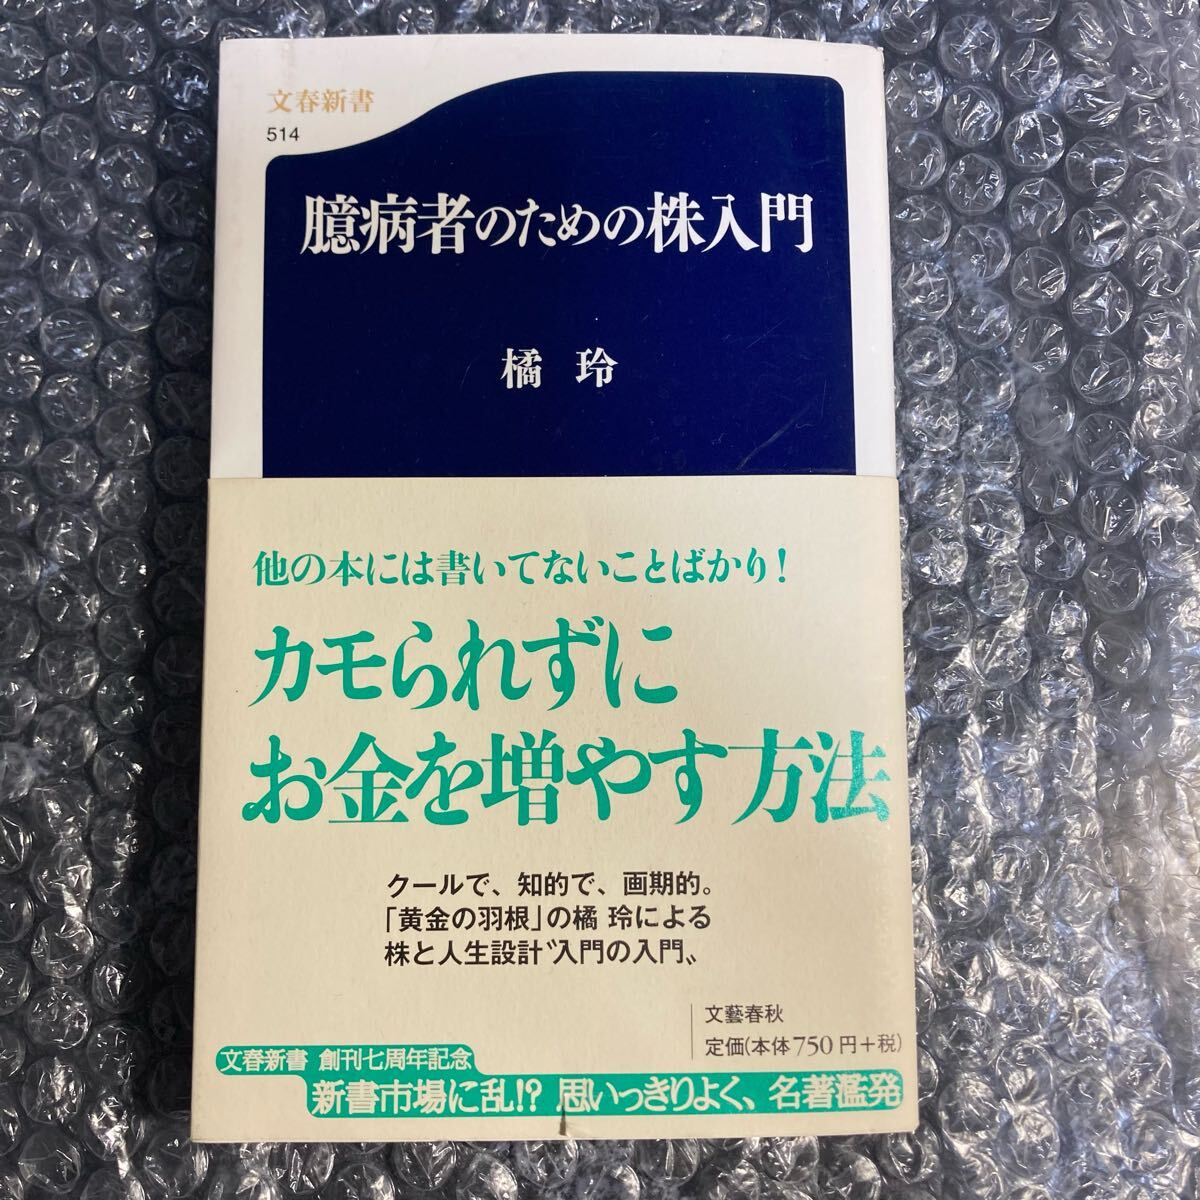 文春新書
514
臆病者のための株入門
橘 玲
他の本には書いてないことばかり!
カモられずに
お金を増やす方法
クールで、知的で、画期的。
「黄金の羽根」の橘 玲による
株と人生設計〝入門の入門〟
文藝春秋
定価(本体750円+税)
文春新書 創刊七周年記念
新書市場に乱!? 思いっきりよく、名著濫発